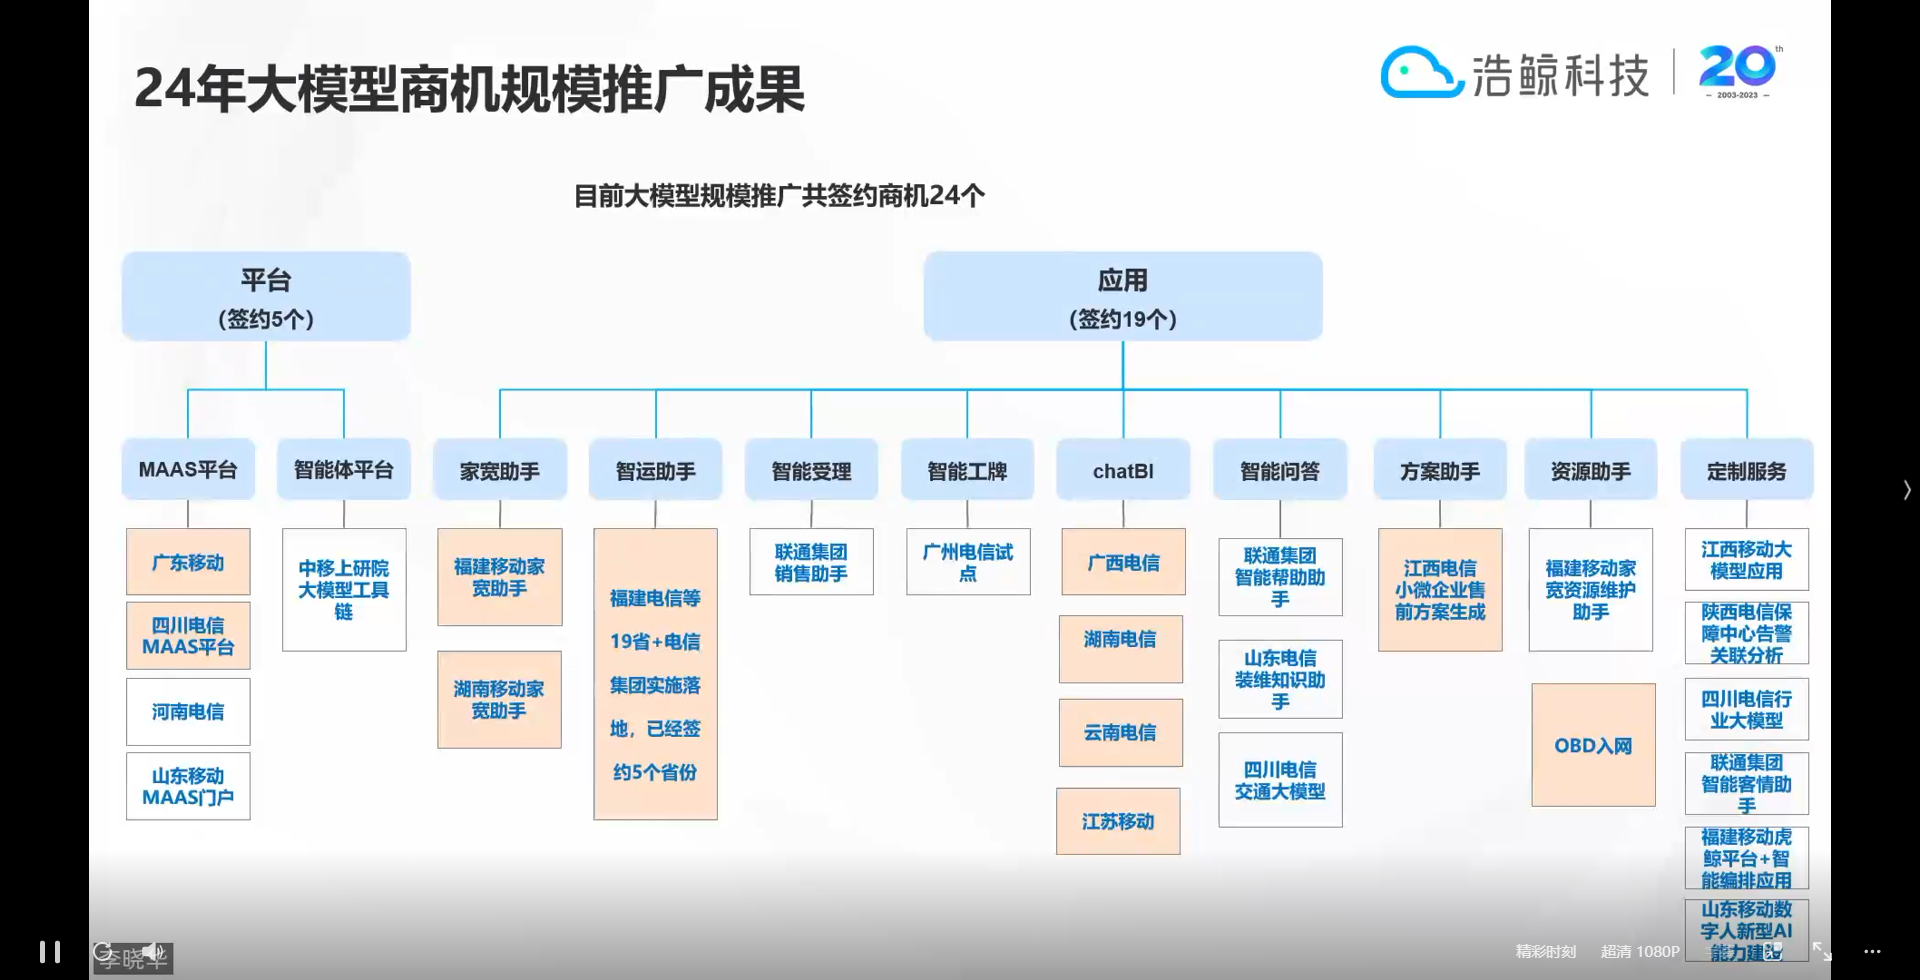 24年大模型商机规模推广成果
浩鲸科技
20th
2003-2023
目前大模型规模推广共签约商机24个
平台
(签约5个)
应用
(签约19个)
MAAS平台
智能体平台
家宽助手
智运助手
智能受理
智能工牌
chatBI
智能问答
方案助手
资源助手
定制服务
广东移动
四川电信
MAAS平台
河南电信
山东移动
MAAS门户
中移上研院
大模型工具
链
福建移动家
宽助手
湖南移动家
宽助手
福建电信等
19省+电信
集团实施落
地，已经签
约5个省份
联通集团
销售助手
广州电信试
点
广西电信
湖南电信
云南电信
江苏移动
联通集团
智能帮助助
手
山东电信
装维知识助
手
四川电信
交通大模型
江西电信
小微企业售
前方案生成
福建移动家
宽资源维护
助手
OBD入网
江西移动大
模型应用
陕西电信保
障中心告警
关联分析
四川电信行
业大模型
联通集团
智能客情助
手
福建移动虎
鲸平台+智
能编排应用
山东移动数
字人新型AI
能力建设
李晓华
精彩时刻
超清 1080P